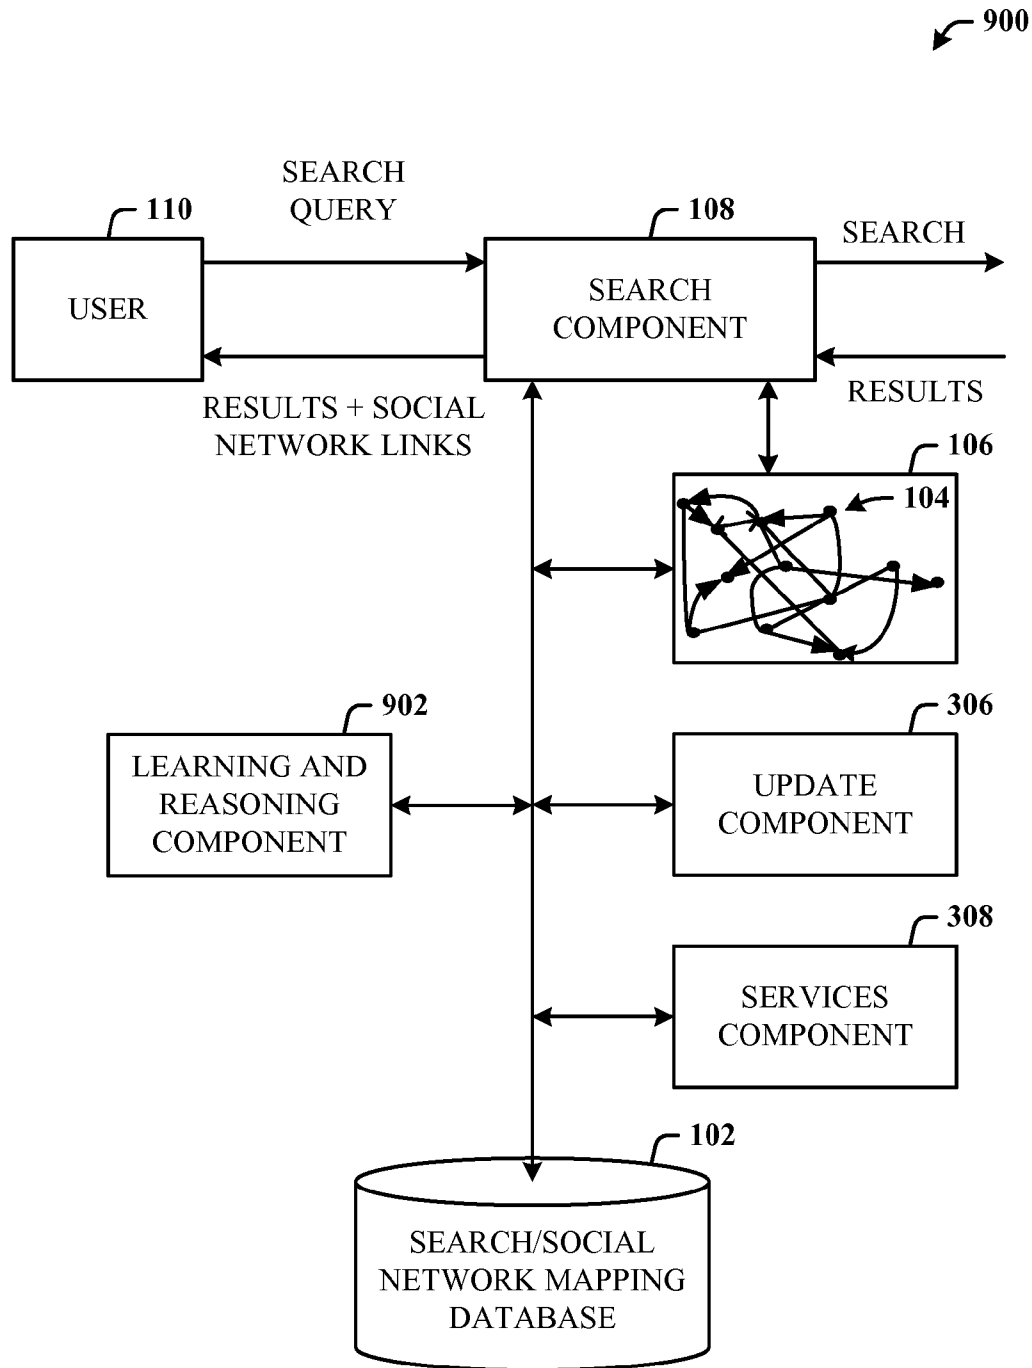 900
SEARCH
QUERY
110
108
SEARCH
USER
SEARCH
COMPONENT
RESULTS + SOCIAL
NETWORK LINKS
RESULTS
106
104
902
306
LEARNING AND
REASONING
COMPONENT
UPDATE
COMPONENT
308
SERVICES
COMPONENT
102
SEARCH/SOCIAL
NETWORK MAPPING
DATABASE